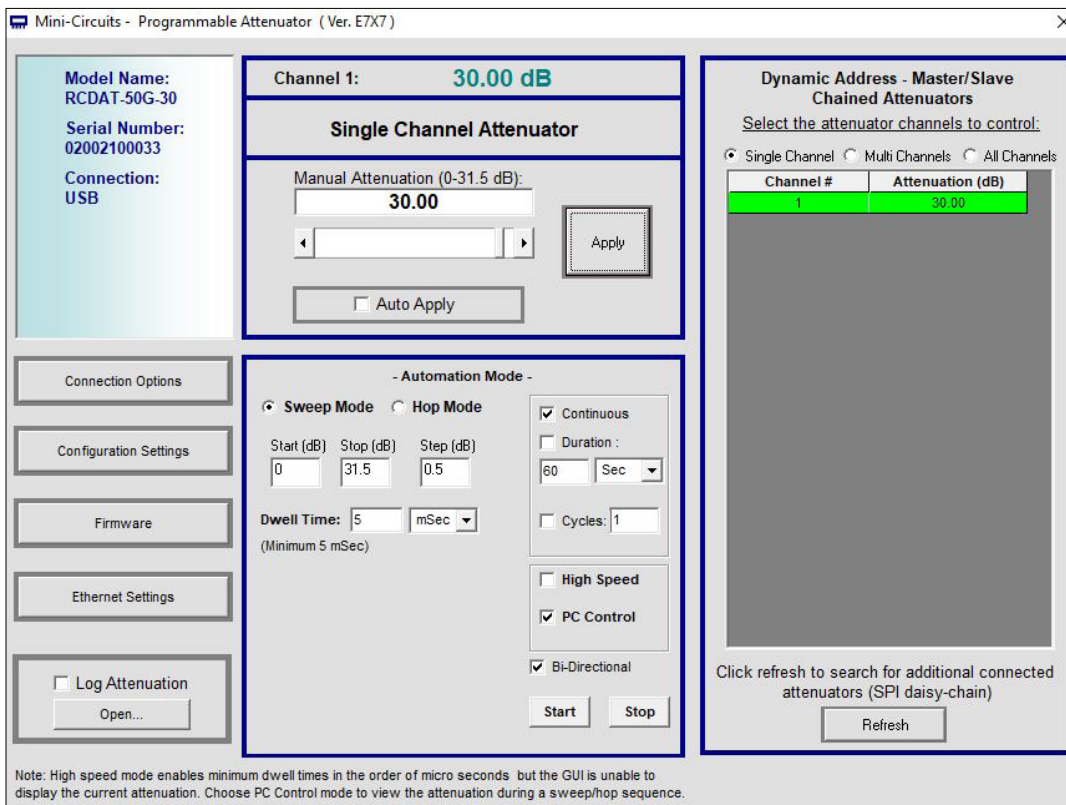 Mini-Circuits - Programmable Attenuator ( Ver. E7X7 )
Model Name:
RCDAT-50G-30
Serial Number:
02002100033
Connection:
USB
Channel 1: 30.00 dB
Single Channel Attenuator
Manual Attenuation (0-31.5 dB):
30.00
Apply
Auto Apply
Dynamic Address - Master/Slave
Chained Attenuators
Select the attenuator channels to control:
Single Channel Multi Channels All Channels
Channel # Attenuation (dB)
1 30.00
Click refresh to search for additional connected
attenuators (SPI daisy-chain)
Refresh
Connection Options
Configuration Settings
Firmware
Ethernet Settings
Log Attenuation
Open...
- Automation Mode -
Sweep Mode Hop Mode
Start (dB) Stop (dB) Step (dB)
0 31.5 0.5
Dwell Time: 5 mSec
(Minimum 5 mSec)
Continuous
Duration :
60 Sec
Cycles: 1
High Speed
PC Control
Bi-Directional
Start Stop
Note: High speed mode enables minimum dwell times in the order of micro seconds but the GUI is unable to
display the current attenuation. Choose PC Control mode to view the attenuation during a sweep/hop sequence.